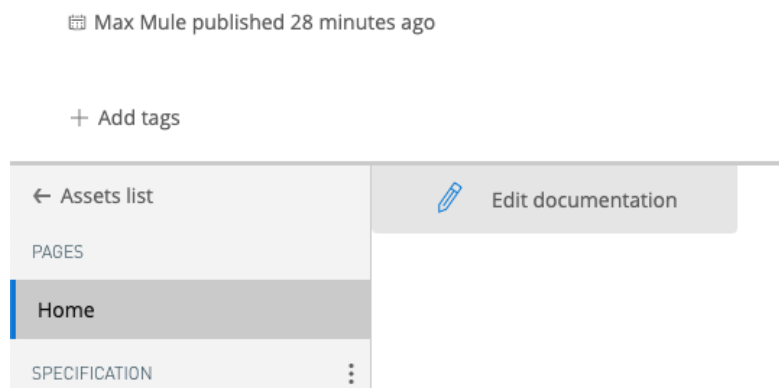 Max Mule published 28 minutes ago
Add tags
Assets list
Edit documentation
PAGES
Home
SPECIFICATION